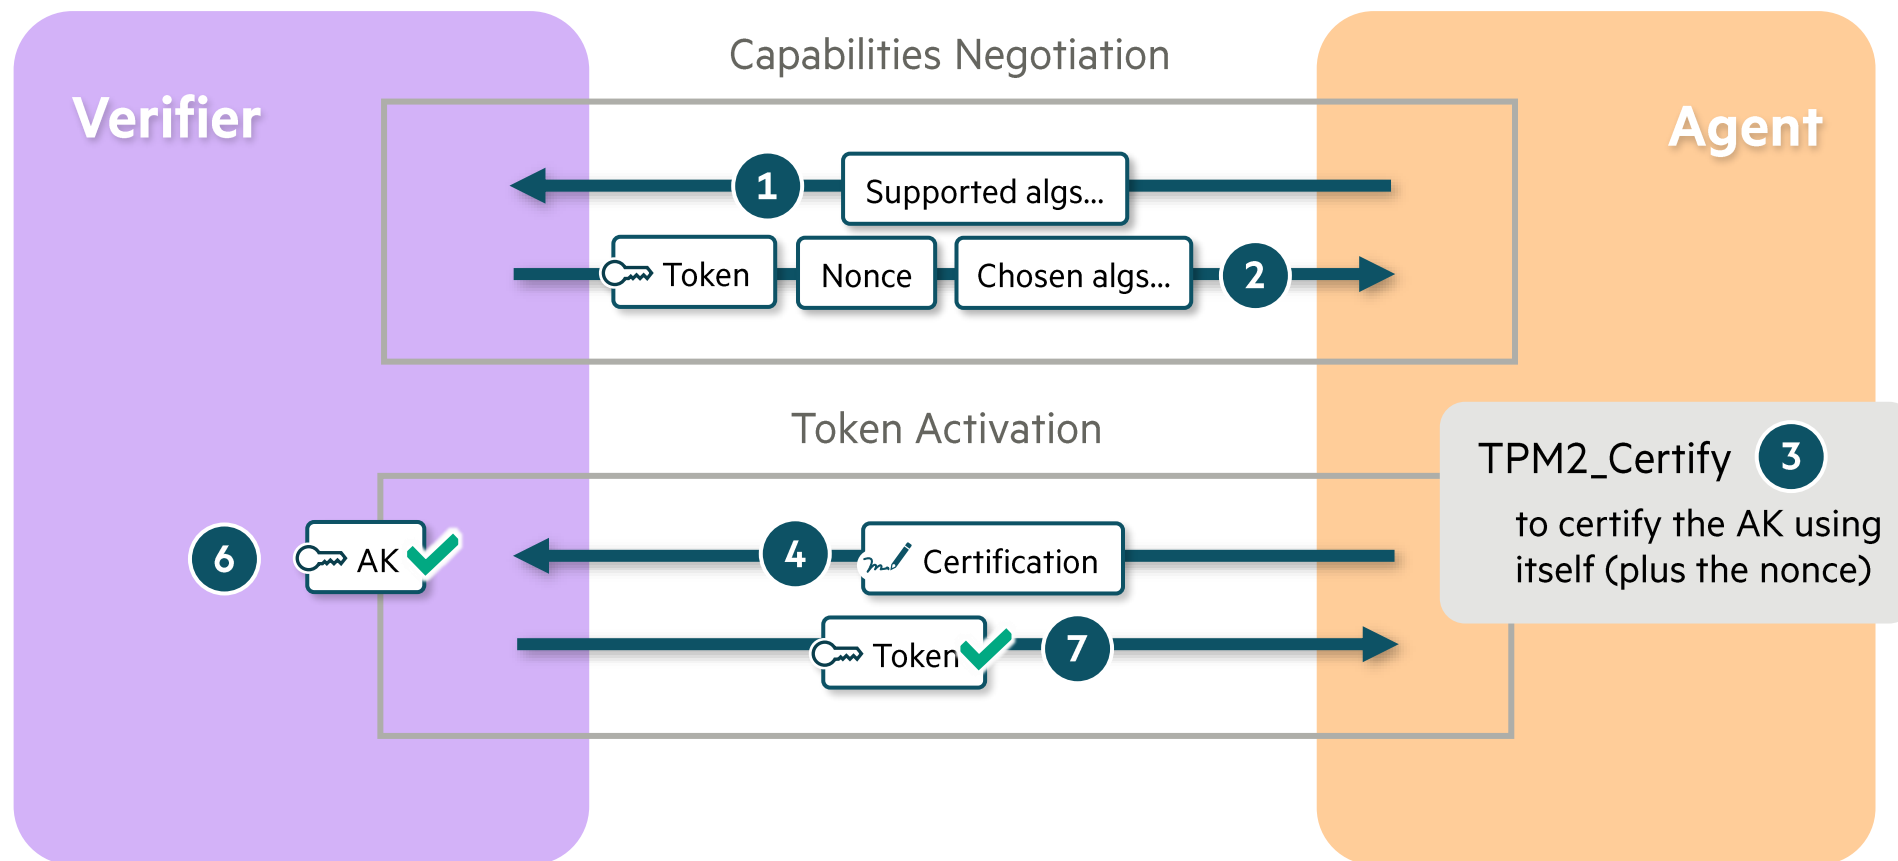 Capabilities Negotiation
Verifier
Agent
1
Supported algs...
Token
Nonce
Chosen algs...
2
Token Activation
TPM2_Certify
3
to certify the AK using
itself (plus the nonce)
6
AK
4
Certification
Token
7